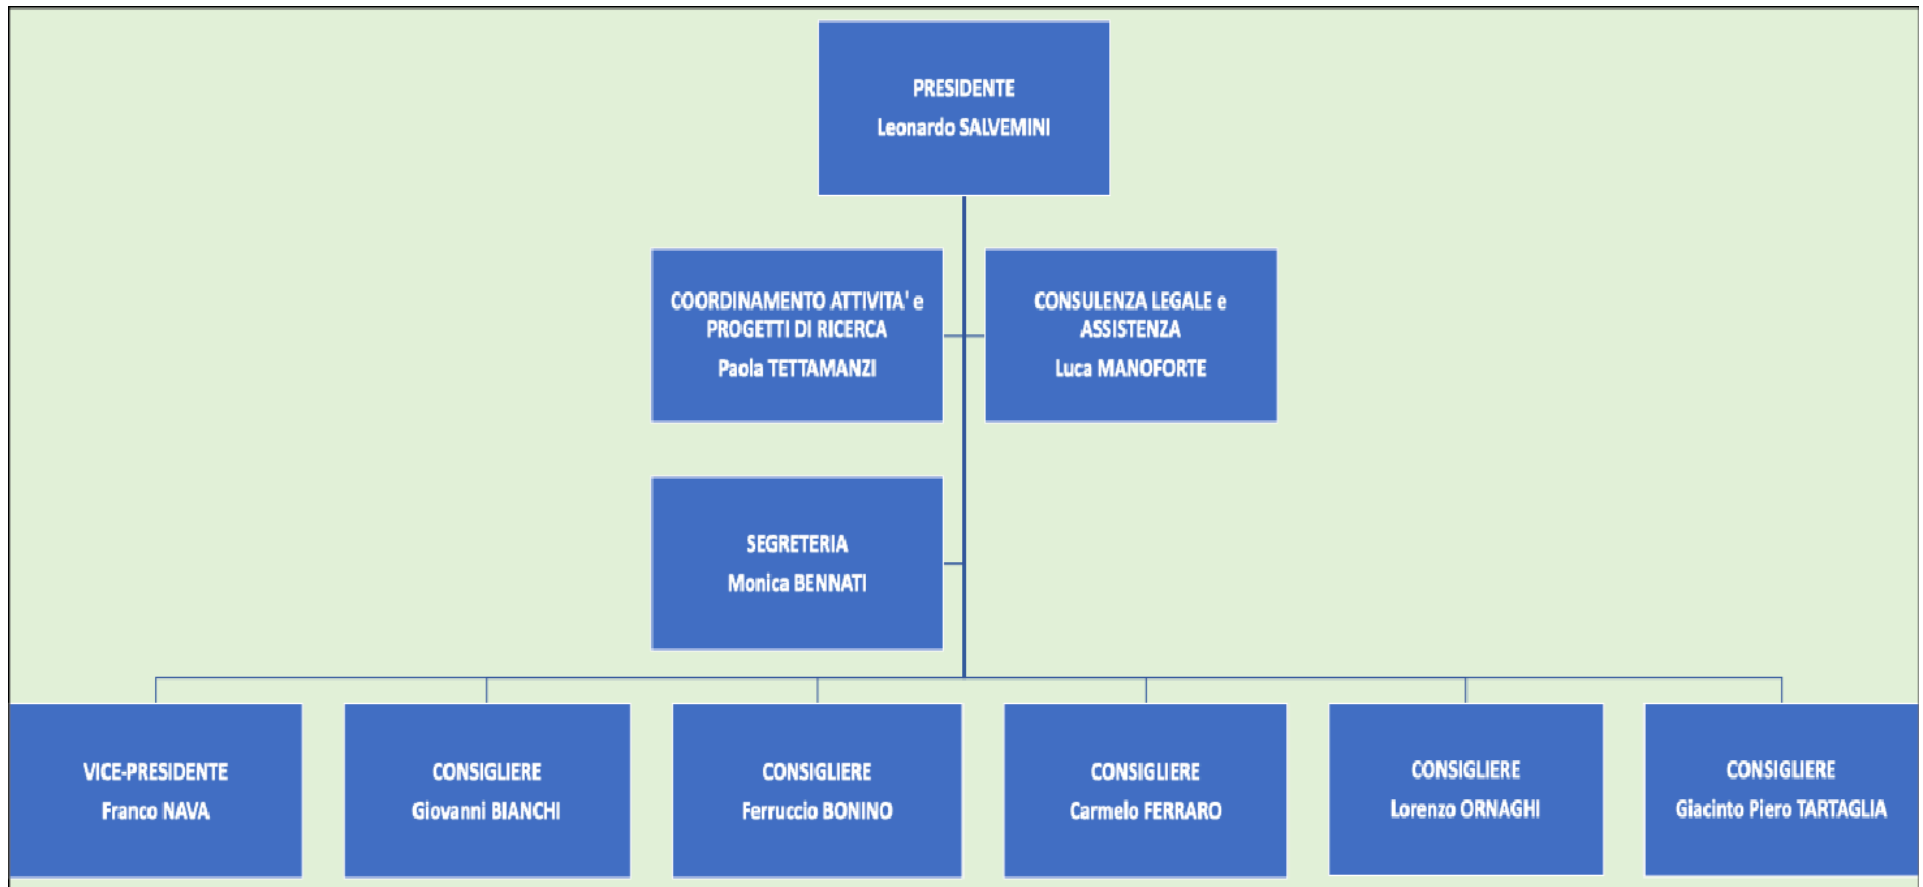 PRESIDENTE
Leonardo SALVEMINI
COORDINAMENTO ATTIVITA' e
PROGETTI DI RICERCA
Paola TETTAMANZI
CONSULENZA LEGALE e
ASSISTENZA
Luca MANOFORTE
SEGRETERIA
Monica BENNATI
VICE-PRESIDENTE
Franco NAVA
CONSIGLIERE
Giovanni BIANCHI
CONSIGLIERE
Ferruccio BONINO
CONSIGLIERE
Carmelo FERRARO
CONSIGLIERE
Lorenzo ORNAGHI
CONSIGLIERE
Giacinto Piero TARTAGLIA